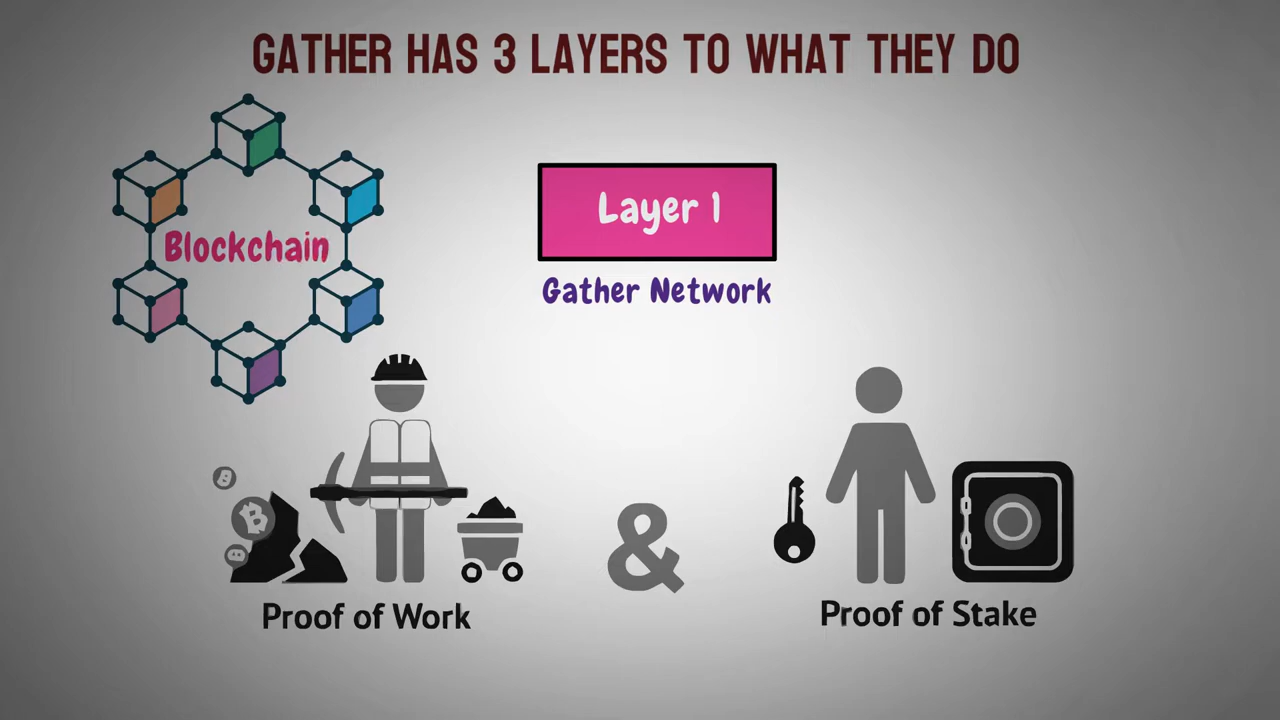 GATHER HAS 3 LAYERS TO WHAT THEY DO
Blockchain
Layer 1
Gather Network
&
Proof of Work
Proof of Stake